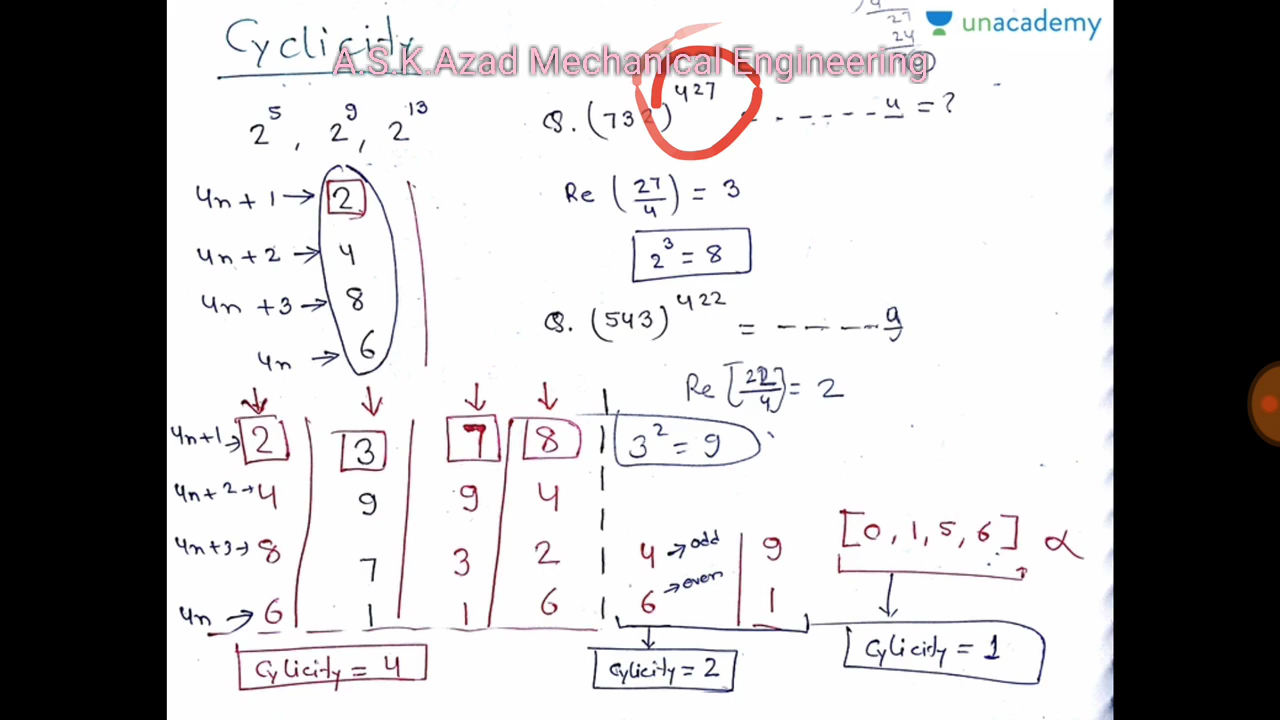 Cyclicity
unacademy
A.S.K.Azad Mechanical Engineering
27
24
2^5, 2^9, 2^13
Q. (732)^427 = - - - - - - 4 = ?
4n + 1 → 2
4n + 2 → 4
4n + 3 → 8
4n → 6
Re (27/4) = 3
2^3 = 8
Q. (543)^422 = - - - - 9
Re [22/4] = 2
3^2 = 9
4n+1 → 2 | 3 | 7 | 8
4n+2 → 4 | 9 | 9 | 4
4n+3 → 8 | 7 | 3 | 2
4n → 6 | 1 | 1 | 6
Cylicity = 4
4 → odd | 9
6 → even | 1
Cylicity = 2
[0, 1, 5, 6] α
Cylicity = 1